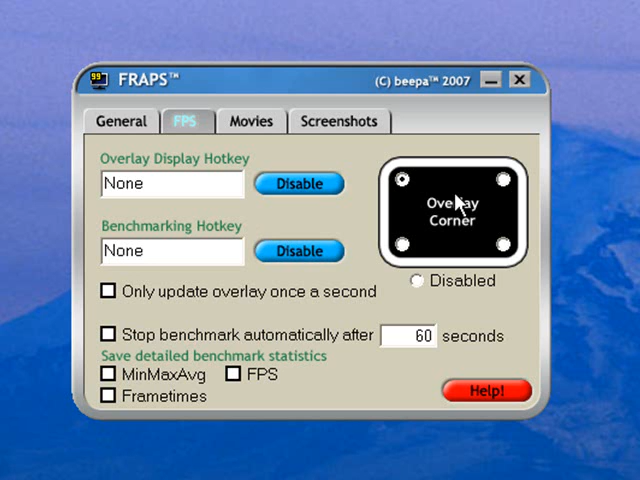 99
FRAPS™
(C) beepa™ 2007
General
FPS
Movies
Screenshots
Overlay Display Hotkey
None
Disable
Overlay
Corner
Benchmarking Hotkey
None
Disable
Disabled
Only update overlay once a second
Stop benchmark automatically after 60 seconds
Save detailed benchmark statistics
MinMaxAvg
FPS
Frametimes
Help!